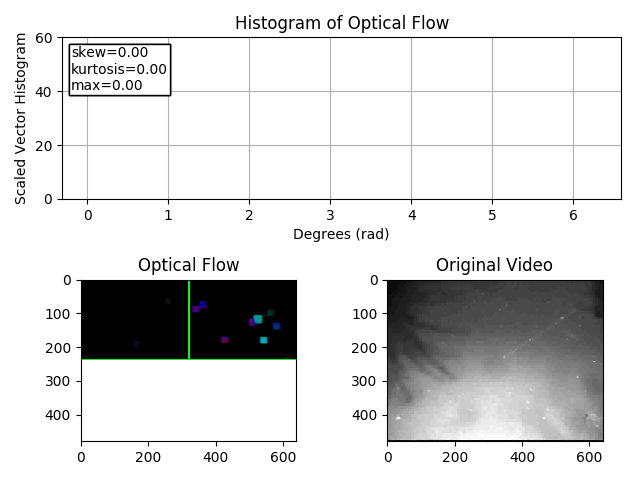 Histogram of Optical Flow
Scaled Vector Histogram
60
40
20
0
skew=0.00
kurtosis=0.00
max=0.00
0 1 2 3 4 5 6
Degrees (rad)
Optical Flow
0
100
200
300
400
0 200 400 600
Original Video
0
100
200
300
400
0 200 400 600